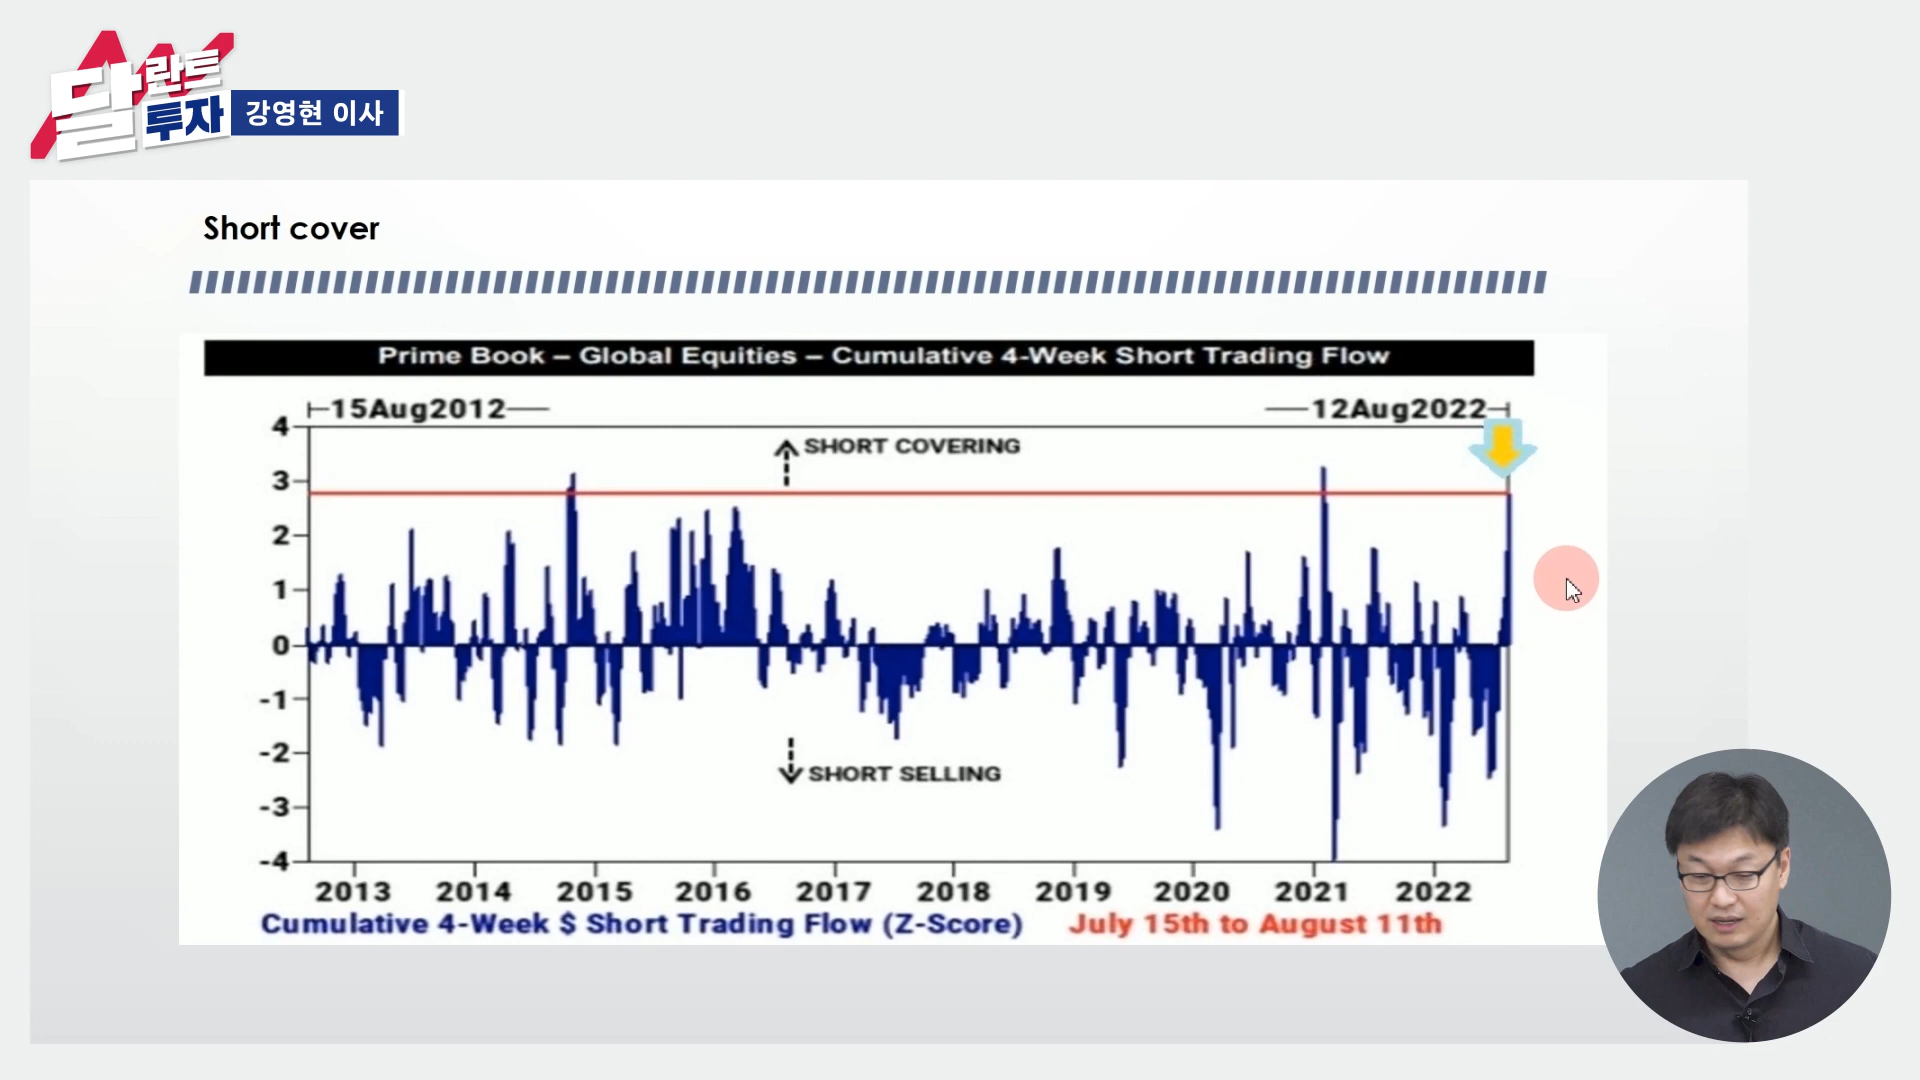 달란트
투자
강영현 이사
Short cover
Prime Book – Global Equities – Cumulative 4-Week Short Trading Flow
15Aug2012
12Aug2022
4
SHORT COVERING
3
2
1
0
-1
-2
SHORT SELLING
-3
-4
2013 2014 2015 2016 2017 2018 2019 2020 2021 2022
Cumulative 4-Week $ Short Trading Flow (Z-Score) July 15th to August 11th